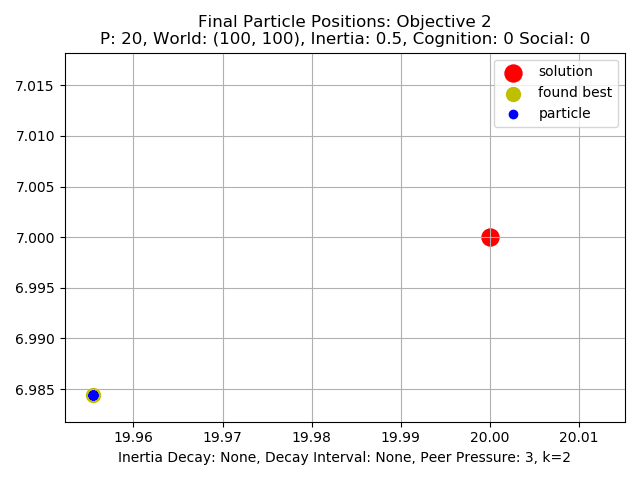 Final Particle Positions: Objective 2
P: 20, World: (100, 100), Inertia: 0.5, Cognition: 0 Social: 0
solution
found best
particle
7.015
7.010
7.005
7.000
6.995
6.990
6.985
19.96 19.97 19.98 19.99 20.00 20.01
Inertia Decay: None, Decay Interval: None, Peer Pressure: 3, k=2